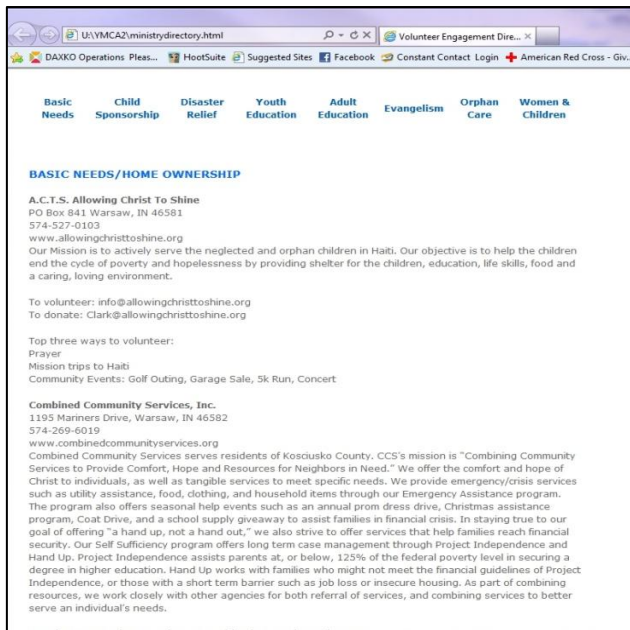 U:\YMCA2\ministrydirectory.html
Volunteer Engagement Dire...
DAXKO Operations Pleas... HootSuite Suggested Sites Facebook Constant Contact Login American Red Cross - Giv...
Basic Needs Child Sponsorship Disaster Relief Youth Education Adult Education Evangelism Orphan Care Women & Children
BASIC NEEDS/HOME OWNERSHIP
A.C.T.S. Allowing Christ To Shine
PO Box 841 Warsaw, IN 46581
574-527-0103
www.allowingchristtoshine.org
Our Mission is to actively serve the neglected and orphan children in Haiti. Our objective is to help the children
end the cycle of poverty and hopelessness by providing shelter for the children, education, life skills, food and
a caring, loving environment.
To volunteer: info@allowingchristtoshine.org
To donate: Clark@allowingchristtoshine.org
Top three ways to volunteer:
Prayer
Mission trips to Haiti
Community Events: Golf Outing, Garage Sale, 5k Run, Concert
Combined Community Services, Inc.
1195 Mariners Drive, Warsaw, IN 46582
574-269-6019
www.combinedcommunityservices.org
Combined Community Services serves residents of Kosciusko County. CCS's mission is "Combining Community
Services to Provide Comfort, Hope and Resources for Neighbors in Need." We offer the comfort and hope of
Christ to individuals, as well as tangible services to meet specific needs. We provide emergency/crisis services
such as utility assistance, food, clothing, and household items through our Emergency Assistance program.
The program also offers seasonal help events such as an annual prom dress drive, Christmas assistance
program, Coat Drive, and a school supply giveaway to assist families in financial crisis. In staying true to our
goal of offering "a hand up, not a hand out," we also strive to offer services that help families reach financial
security. Our Self Sufficiency program offers long term case management through Project Independence and
Hand Up. Project Independence assists parents at, or below, 125% of the federal poverty level in securing a
degree in higher education. Hand Up works with families who might not meet the financial guidelines of Project
Independence, or those with a short term barrier such as job loss or insecure housing. As part of combining
resources, we work closely with other agencies for both referral of services, and combining services to better
serve an individual's needs.